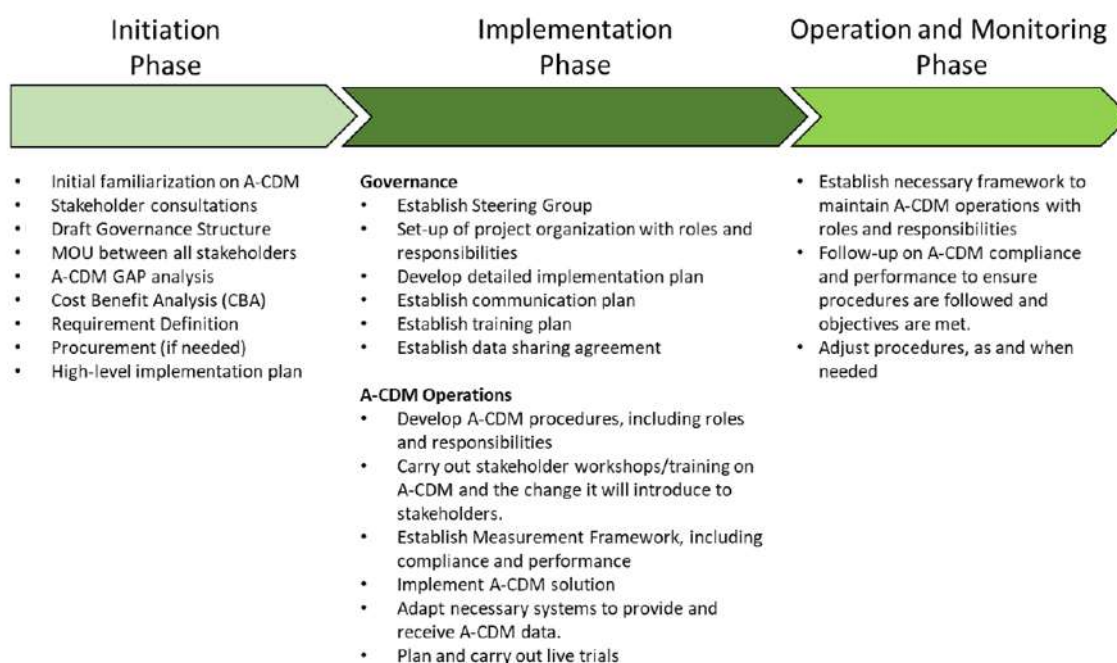 Initiation
Phase
Implementation
Phase
Operation and Monitoring
Phase
• Initial familiarization on A-CDM
• Stakeholder consultations
• Draft Governance Structure
• MOU between all stakeholders
• A-CDM GAP analysis
• Cost Benefit Analysis (CBA)
• Requirement Definition
• Procurement (if needed)
• High-level implementation plan
Governance
• Establish Steering Group
• Set-up of project organization with roles and
responsibilities
• Develop detailed implementation plan
• Establish communication plan
• Establish training plan
• Establish data sharing agreement
A-CDM Operations
• Develop A-CDM procedures, including roles
and responsibilities
• Carry out stakeholder workshops/training on
A-CDM and the change it will introduce to
stakeholders.
• Establish Measurement Framework, including
compliance and performance
• Implement A-CDM solution
• Adapt necessary systems to provide and
receive A-CDM data.
• Plan and carry out live trials
• Establish necessary framework to
maintain A-CDM operations with
roles and responsibilities
• Follow-up on A-CDM compliance
and performance to ensure
procedures are followed and
objectives are met.
• Adjust procedures, as and when
needed